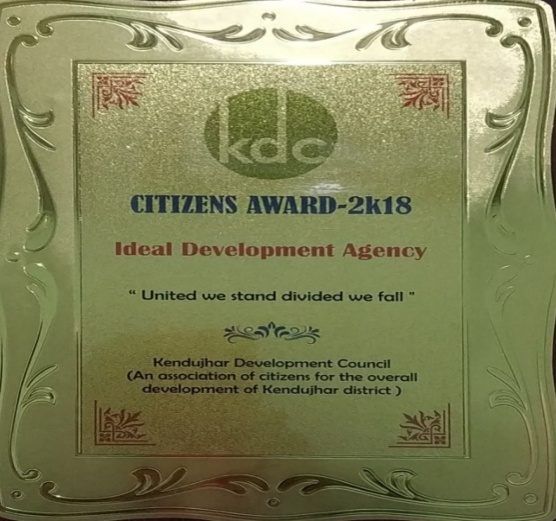 kdc
CITIZENS AWARD-2k18
Ideal Development Agency
“ United we stand divided we fall ”
Kendujhar Development Council
(An association of citizens for the overall
development of Kendujhar district )